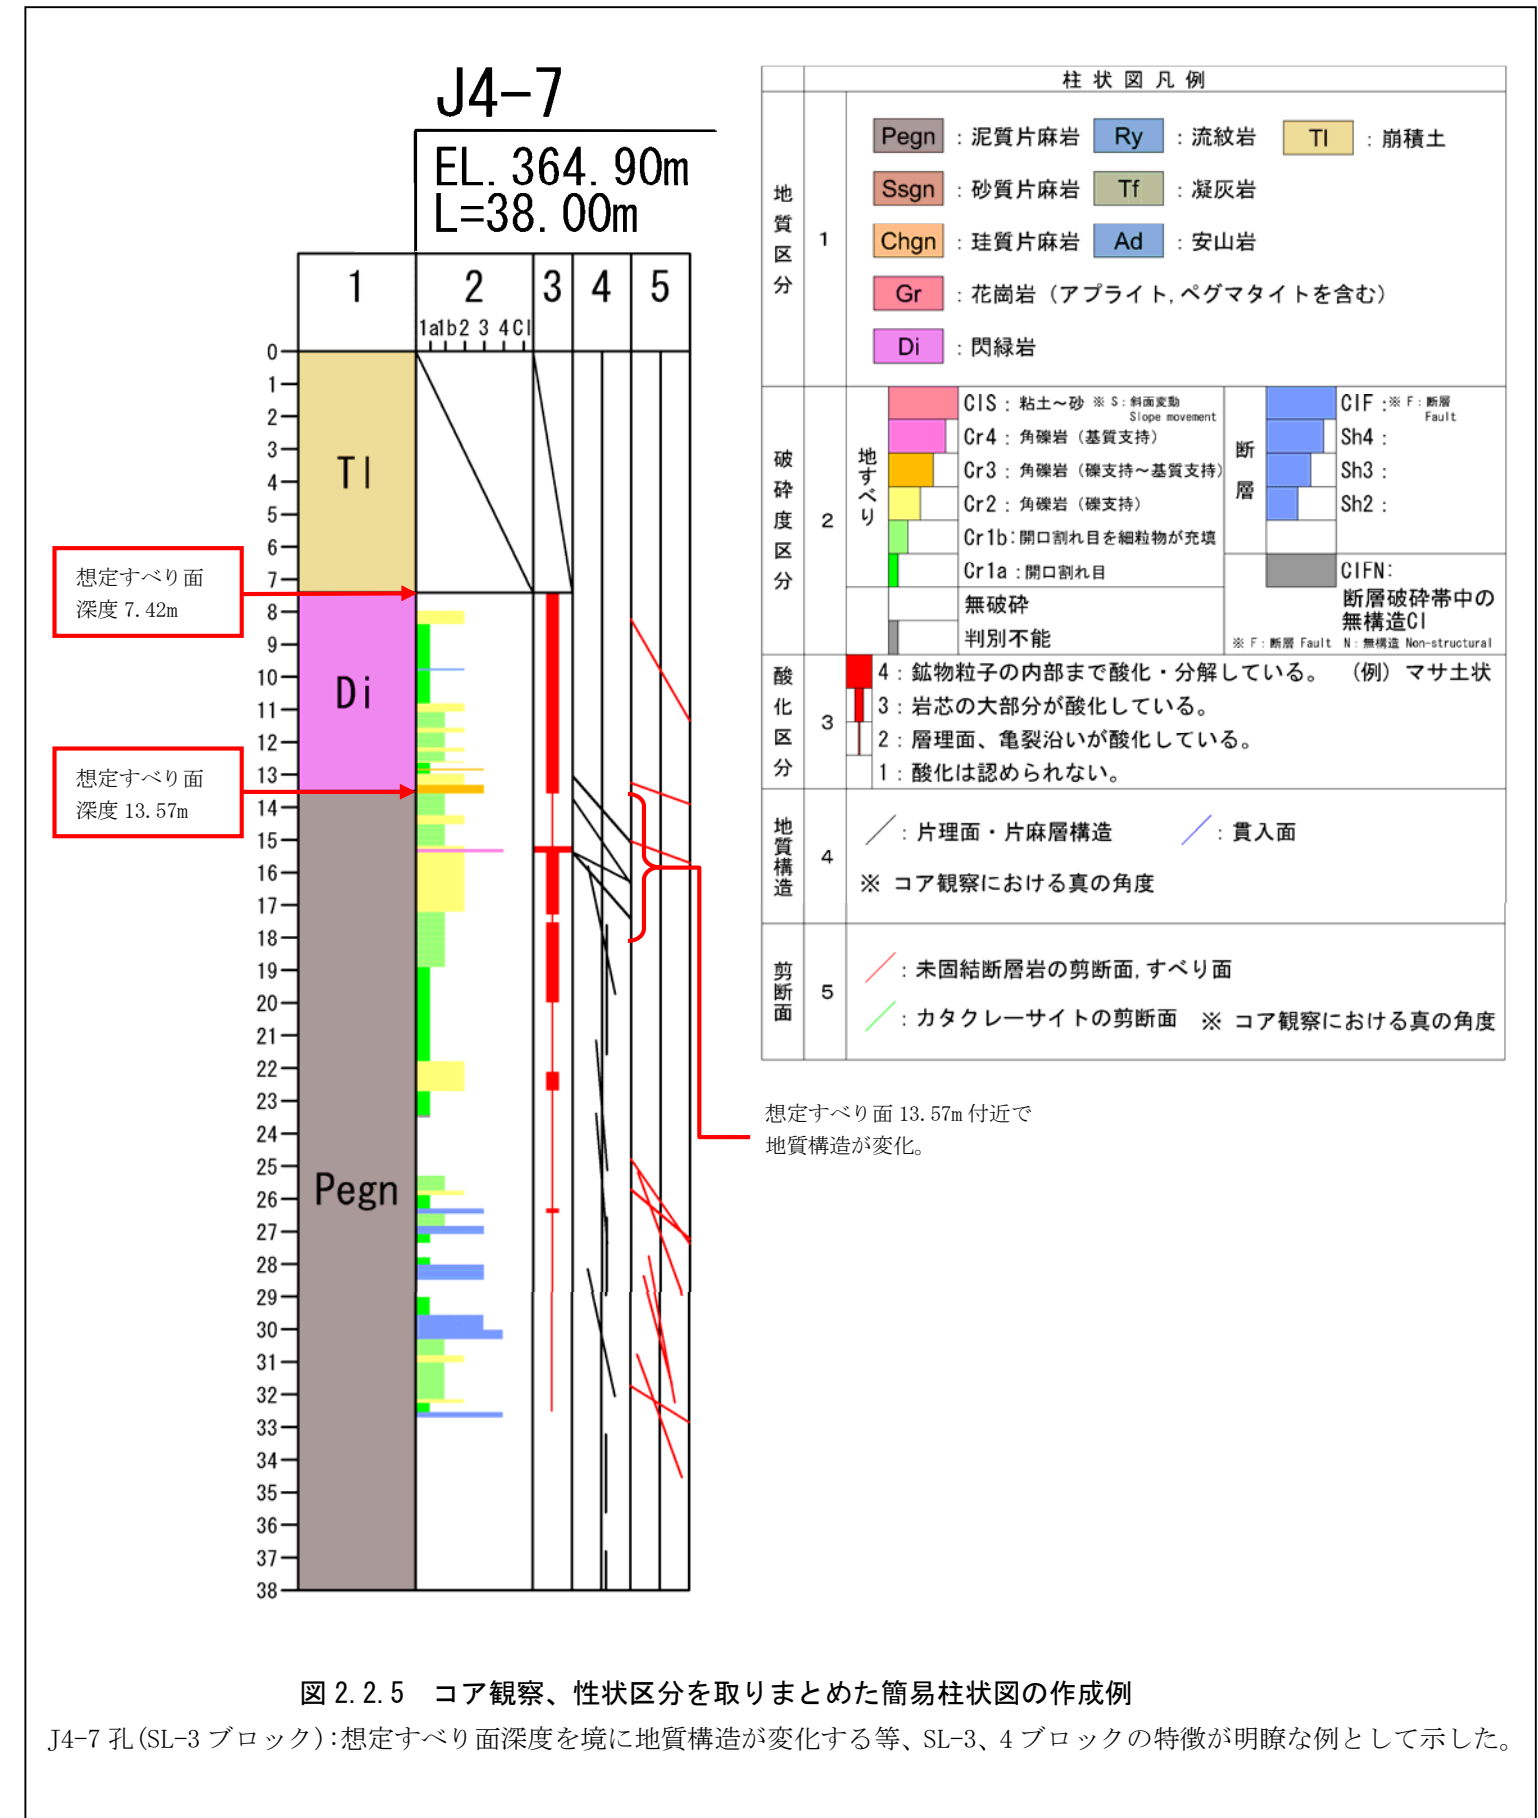 J4-7
EL. 364. 90m
L=38. 00m
1 2 3 4 5
1a1b2 3 4Cl
0
1
2
3
4
5
6
7
8
9
10
11
12
13
14
15
16
17
18
19
20
21
22
23
24
25
26
27
28
29
30
31
32
33
34
35
36
37
38
Tl
Di
Pegn
想定すべり面
深度 7.42m
想定すべり面
深度 13.57m
想定すべり面 13.57m 付近で
地質構造が変化。
柱 状 図 凡 例
地質区分
1
Pegn : 泥質片麻岩 Ry : 流紋岩 Tl : 崩積土
Ssgn : 砂質片麻岩 Tf : 凝灰岩
Chgn : 珪質片麻岩 Ad : 安山岩
Gr : 花崗岩（アプライト,ペグマタイトを含む）
Di : 閃緑岩
破砕度区分
2
地すべり
ClS : 粘土～砂 ※ S : 斜面変動
Slope movement
Cr4 : 角礫岩（基質支持）
Cr3 : 角礫岩（礫支持～基質支持）
Cr2 : 角礫岩（礫支持）
Cr1b:開口割れ目を細粒物が充填
Cr1a :開口割れ目
無破砕
判別不能
断層
ClF :※ F : 断層
Fault
Sh4 :
Sh3 :
Sh2 :
ClFN:
断層破砕帯中の
無構造Cl
※ F : 断層 Fault N : 無構造 Non-structural
酸化区分
3
4 : 鉱物粒子の内部まで酸化・分解している。 （例）マサ土状
3 : 岩芯の大部分が酸化している。
2 : 層理面、亀裂沿いが酸化している。
1 : 酸化は認められない。
地質構造
4
: 片理面・片麻層構造 : 貫入面
※ コア観察における真の角度
剪断面
5
: 未固結断層岩の剪断面,すべり面
: カタクレーサイトの剪断面 ※ コア観察における真の角度
図 2.2.5 コア観察、性状区分を取りまとめた簡易柱状図の作成例
J4-7 孔(SL-3 ブロック):想定すべり面深度を境に地質構造が変化する等、SL-3、4 ブロックの特徴が明瞭な例として示した。